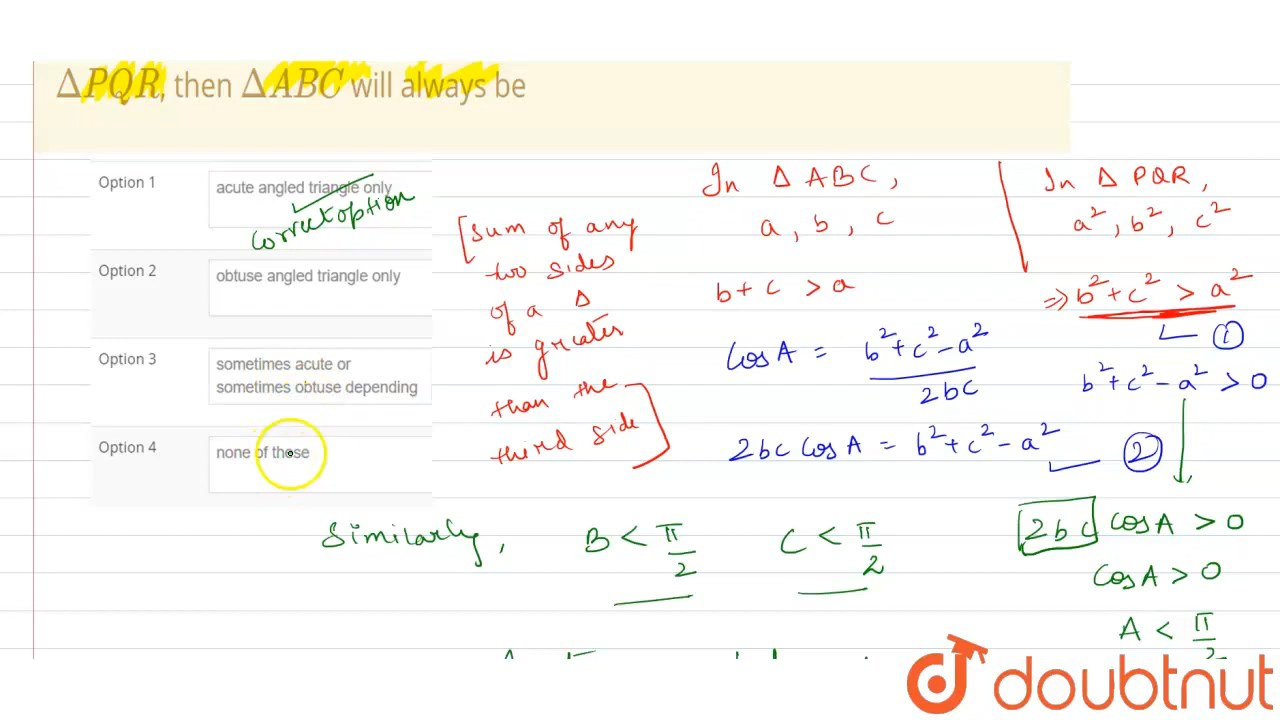 ΔPQR, then ΔABC will always be
Option 1
acute angled triangle only
correct option
Option 2
obtuse angled triangle only
Option 3
sometimes acute or
sometimes obtuse depending
Option 4
none of these
[sum of any
two sides
of a Δ
is greater
than the
third side]
In Δ ABC,
a, b, c
b + c > a
cos A = (b² + c² - a²) / 2bc
2bc cos A = b² + c² - a² ②
In Δ PQR,
a², b², c²
⇒ b² + c² > a²
①
b² + c² - a² > 0
2bc cos A > 0
cos A > 0
A < π/2
Similarly, B < π/2 C < π/2
doubtnut